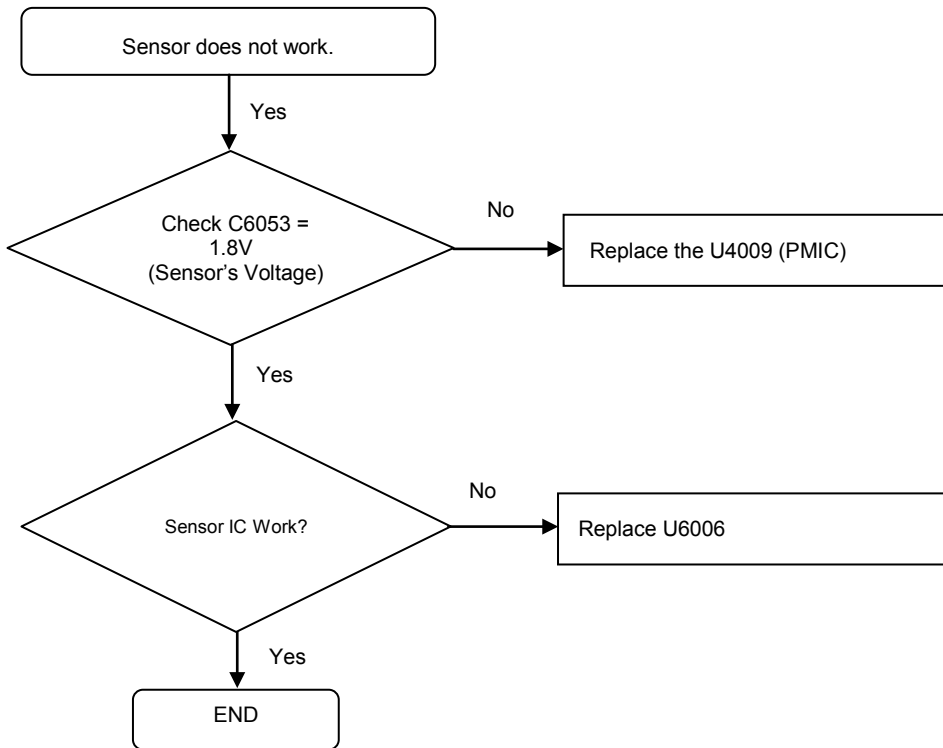 Sensor does not work.
Yes
Check C6053 =
1.8V
(Sensor’s Voltage)
No
Replace the U4009 (PMIC)
Yes
Sensor IC Work?
No
Replace U6006
Yes
END